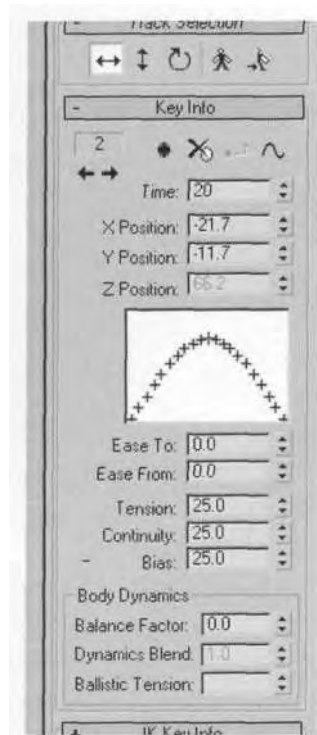 - Track Selection
- Key Info
2
Time: 20
X Position: -21.7
Y Position: -11.7
Z Position: 66.2
Ease To: 0.0
Ease From: 0.0
Tension: 25.0
Continuity: 25.0
- Bias: 25.0
Body Dynamics
Balance Factor: 0.0
Dynamics Blend: 1.0
Ballistic Tension:
+ IK Key Info